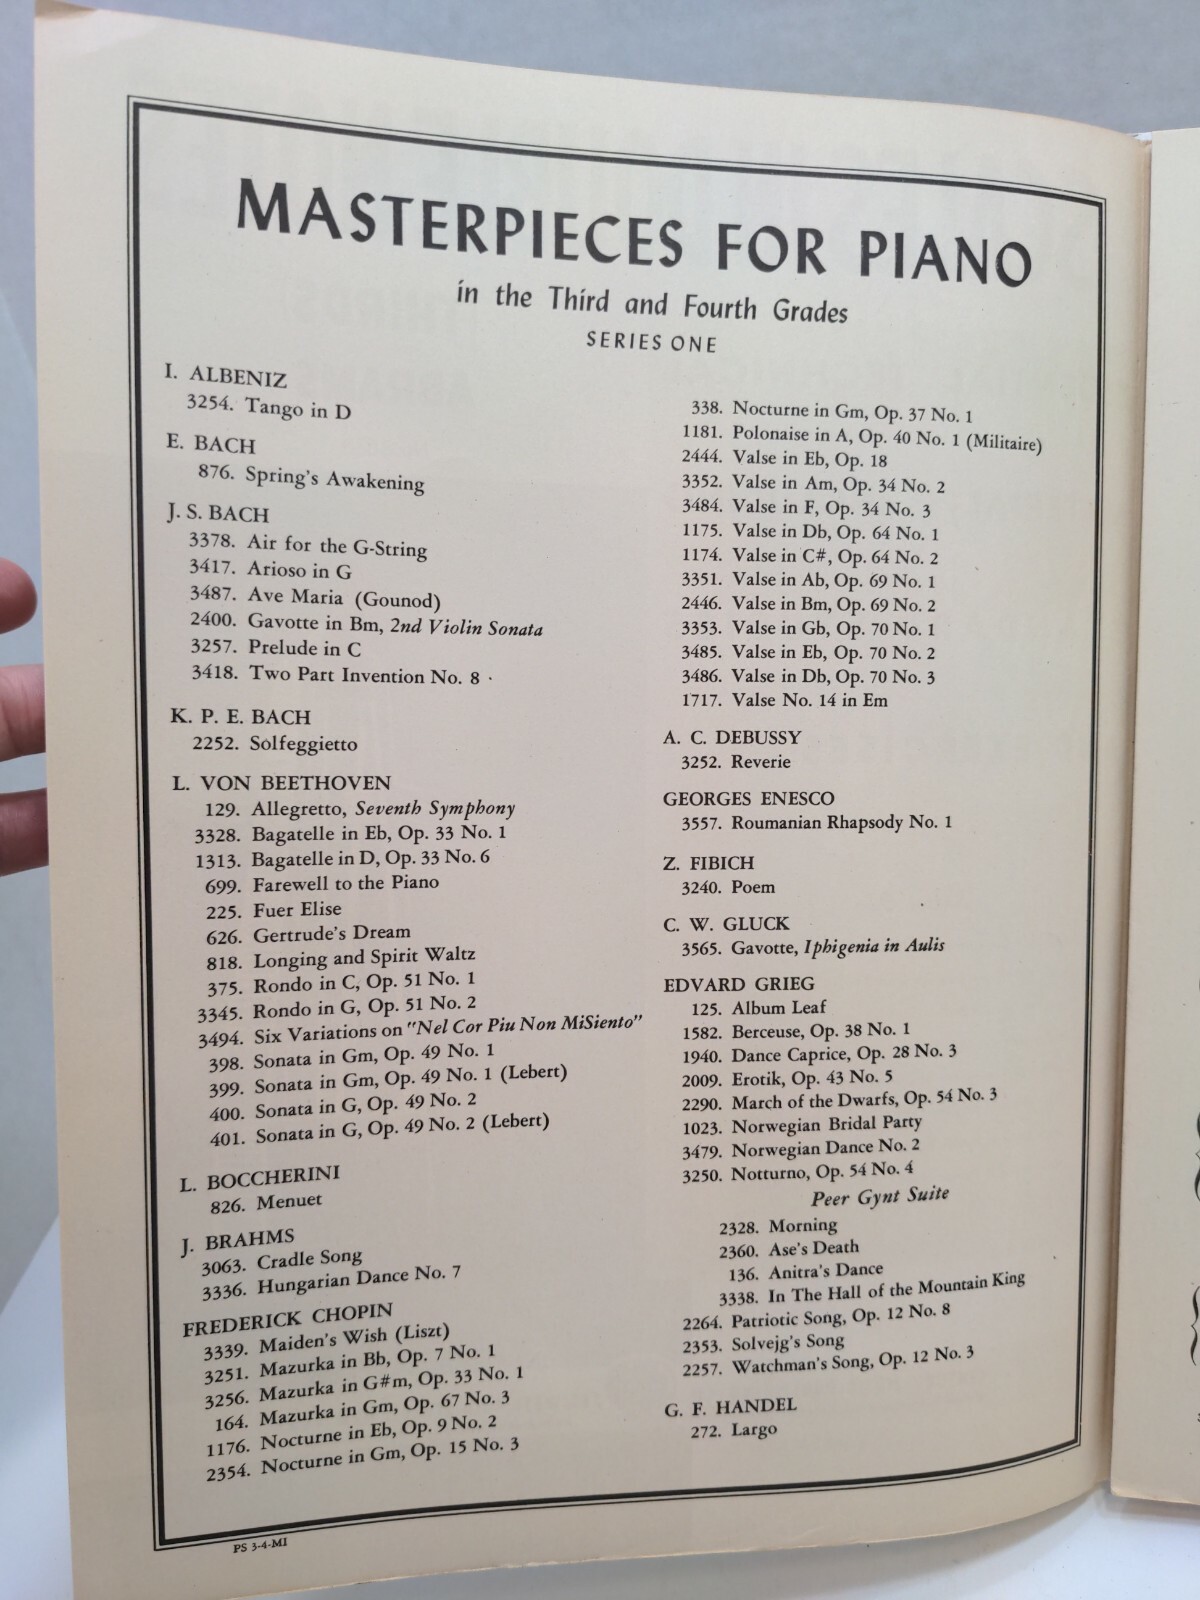 MASTERPIECES FOR PIANO
in the Third and Fourth Grades
SERIES ONE
I. ALBENIZ
3254. Tango in D
E. BACH
876. Spring's Awakening
J. S. BACH
3378. Air for the G-String
3417. Arioso in G
3487. Ave Maria (Gounod)
2400. Gavotte in Bm, 2nd Violin Sonata
3257. Prelude in C
3418. Two Part Invention No. 8
K. P. E. BACH
2252. Solfeggietto
L. VON BEETHOVEN
129. Allegretto, Seventh Symphony
3328. Bagatelle in Eb, Op. 33 No. 1
1313. Bagatelle in D, Op. 33 No. 6
699. Farewell to the Piano
225. Fuer Elise
626. Gertrude's Dream
818. Longing and Spirit Waltz
375. Rondo in C, Op. 51 No. 1
3345. Rondo in G, Op. 51 No. 2
3494. Six Variations on "Nel Cor Piu Non MiSiento"
398. Sonata in Gm, Op. 49 No. 1
399. Sonata in Gm, Op. 49 No. 1 (Lebert)
400. Sonata in G, Op. 49 No. 2
401. Sonata in G, Op. 49 No. 2 (Lebert)
L. BOCCHERINI
826. Menuet
J. BRAHMS
3063. Cradle Song
3336. Hungarian Dance No. 7
FREDERICK CHOPIN
3339. Maiden's Wish (Liszt)
3251. Mazurka in Bb, Op. 7 No. 1
3256. Mazurka in G#m, Op. 33 No. 1
164. Mazurka in Gm, Op. 67 No. 3
1176. Nocturne in Eb, Op. 9 No. 2
2354. Nocturne in Gm, Op. 15 No. 3
338. Nocturne in Gm, Op. 37 No. 1
1181. Polonaise in A, Op. 40 No. 1 (Militaire)
2444. Valse in Eb, Op. 18
3352. Valse in Am, Op. 34 No. 2
3484. Valse in F, Op. 34 No. 3
1175. Valse in Db, Op. 64 No. 1
1174. Valse in C#, Op. 64 No. 2
3351. Valse in Ab, Op. 69 No. 1
2446. Valse in Bm, Op. 69 No. 2
3353. Valse in Gb, Op. 70 No. 1
3485. Valse in Eb, Op. 70 No. 2
3486. Valse in Db, Op. 70 No. 3
1717. Valse No. 14 in Em
A. C. DEBUSSY
3252. Reverie
GEORGES ENESCO
3557. Roumanian Rhapsody No. 1
Z. FIBICH
3240. Poem
C. W. GLUCK
3565. Gavotte, Iphigenia in Aulis
EDVARD GRIEG
125. Album Leaf
1582. Berceuse, Op. 38 No. 1
1940. Dance Caprice, Op. 28 No. 3
2009. Erotik, Op. 43 No. 5
2290. March of the Dwarfs, Op. 54 No. 3
1023. Norwegian Bridal Party
3479. Norwegian Dance No. 2
3250. Notturno, Op. 54 No. 4
Peer Gynt Suite
2328. Morning
2360. Ase's Death
136. Anitra's Dance
3338. In The Hall of the Mountain King
2264. Patriotic Song, Op. 12 No. 8
2353. Solvejg's Song
2257. Watchman's Song, Op. 12 No. 3
G. F. HANDEL
272. Largo
PS 3-4-MI